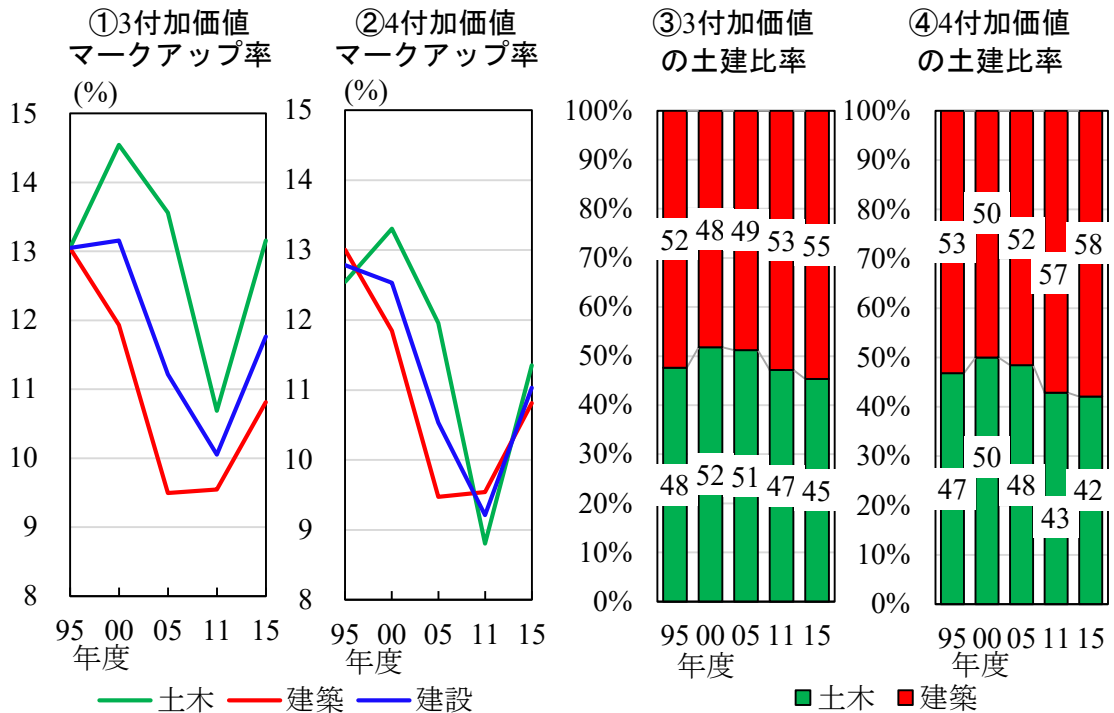 ①3付加価値
マークアップ率
(%)
15
14
13
12
11
10
9
8
95 00 05 11 15
年度
②4付加価値
マークアップ率
(%)
15
14
13
12
11
10
9
8
95 00 05 11 15
年度
土木 建築 建設
③3付加価値
の土建比率
100%
90%
80%
70%
60%
50%
40%
30%
20%
10%
0%
52 48 49 53 55
48 52 51 47 45
95 00 05 11 15
年度
④4付加価値
の土建比率
100%
90%
80%
70%
60%
50%
40%
30%
20%
10%
0%
53 50 52 57 58
47 50 48 43 42
95 00 05 11 15
年度
土木 建築